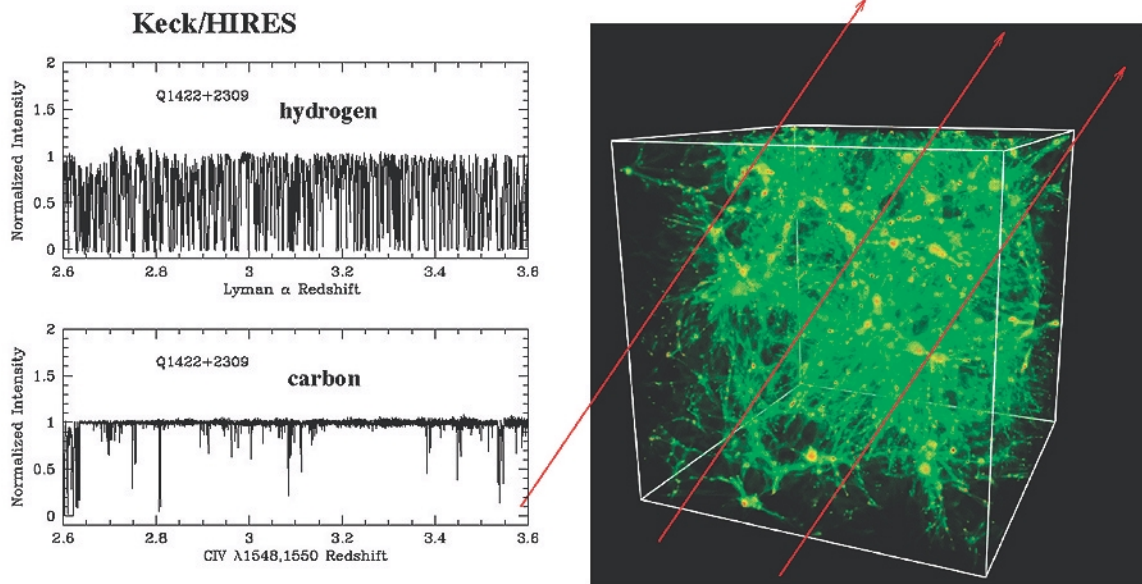 Keck/HIRES
2
Q1422+2309
hydrogen
1.5
1
0.5
0
Normalized Intensity
2.6 2.8 3 3.2 3.4 3.6
Lyman α Redshift
2
Q1422+2309
carbon
1.5
1
0.5
0
Normalized Intensity
2.6 2.8 3 3.2 3.4 3.6
CIV λ1548,1550 Redshift